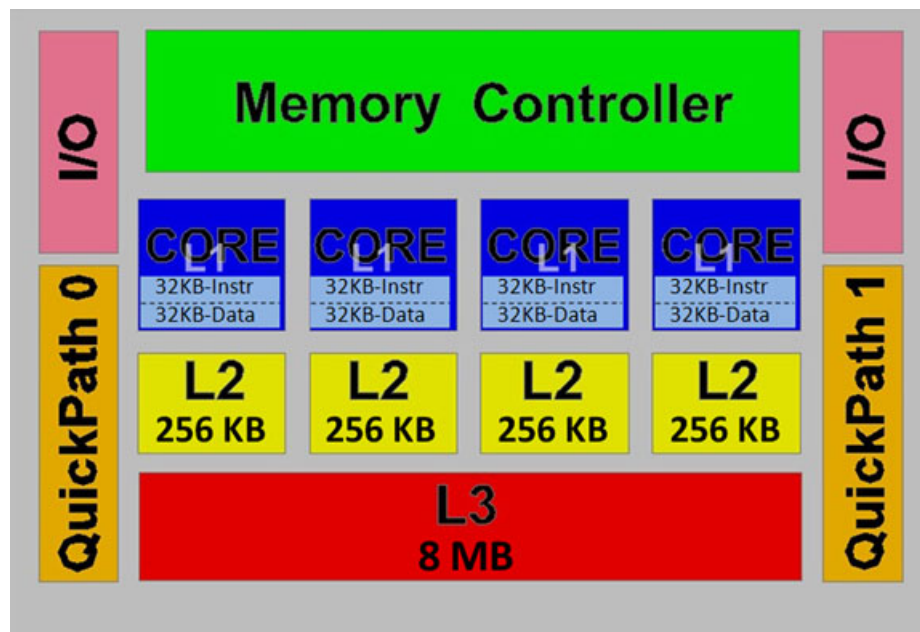 I/O
Memory Controller
I/O
CORE
L1
32KB-Instr
32KB-Data
CORE
L1
32KB-Instr
32KB-Data
CORE
L1
32KB-Instr
32KB-Data
CORE
L1
32KB-Instr
32KB-Data
QuickPath 0
L2
256 KB
L2
256 KB
L2
256 KB
L2
256 KB
QuickPath 1
L3
8 MB